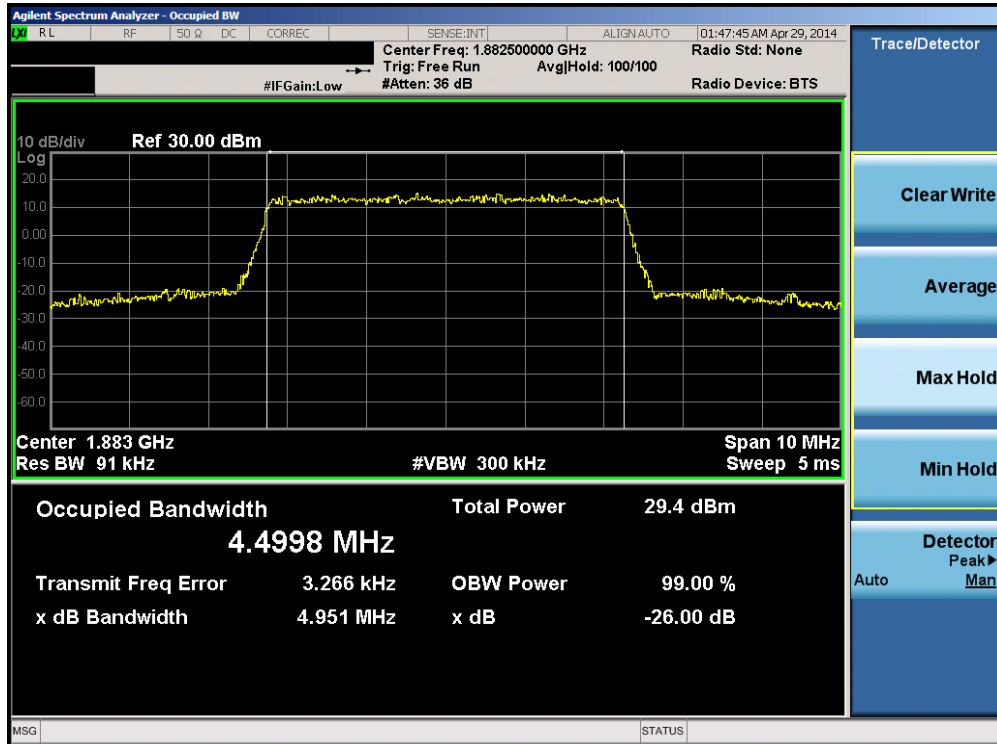 Agilent Spectrum Analyzer - Occupied BW
LXI RL RF 50 Ω DC CORREC SENSE:INT ALIGN AUTO 01:47:45 AM Apr 29, 2014
Center Freq: 1.882500000 GHz Radio Std: None
Trig: Free Run Avg|Hold: 100/100
#IFGain:Low #Atten: 36 dB Radio Device: BTS
10 dB/div Ref 30.00 dBm
Log
20.0
10.0
0.00
-10.0
-20.0
-30.0
-40.0
-50.0
-60.0
Center 1.883 GHz Span 10 MHz
Res BW 91 kHz #VBW 300 kHz Sweep 5 ms
Occupied Bandwidth Total Power 29.4 dBm
4.4998 MHz
Transmit Freq Error 3.266 kHz OBW Power 99.00 %
x dB Bandwidth 4.951 MHz x dB -26.00 dB
MSG STATUS
Trace/Detector
Clear Write
Average
Max Hold
Min Hold
Detector
Peak▶
Auto Man